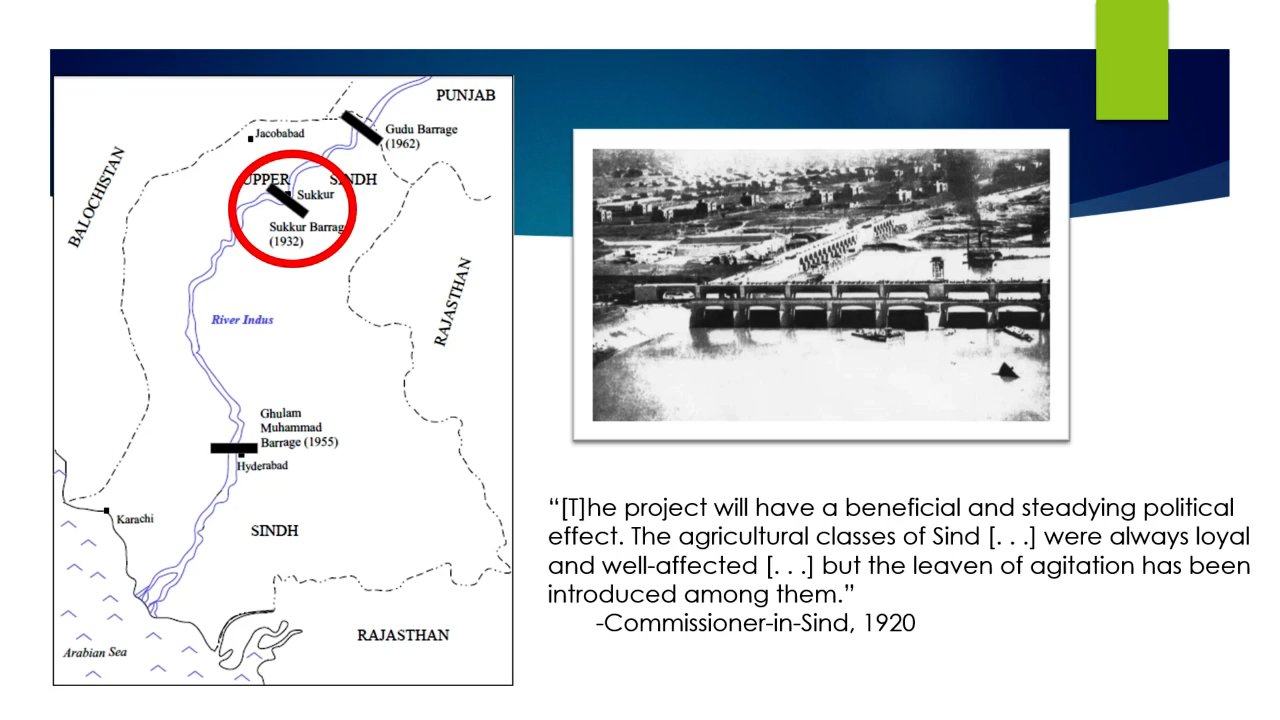 PUNJAB
Jacobabad
Gudu Barrage
(1962)
BALOCHISTAN
UPPER SINDH
Sukkur
Sukkur Barrag
(1932)
RAJASTHAN
River Indus
Ghulam
Muhammad
Barrage (1955)
Hyderabad
Karachi
SINDH
RAJASTHAN
Arabian Sea
“[T]he project will have a beneficial and steadying political
effect. The agricultural classes of Sind [. . .] were always loyal
and well-affected [. . .] but the leaven of agitation has been
introduced among them.”
-Commissioner-in-Sind, 1920